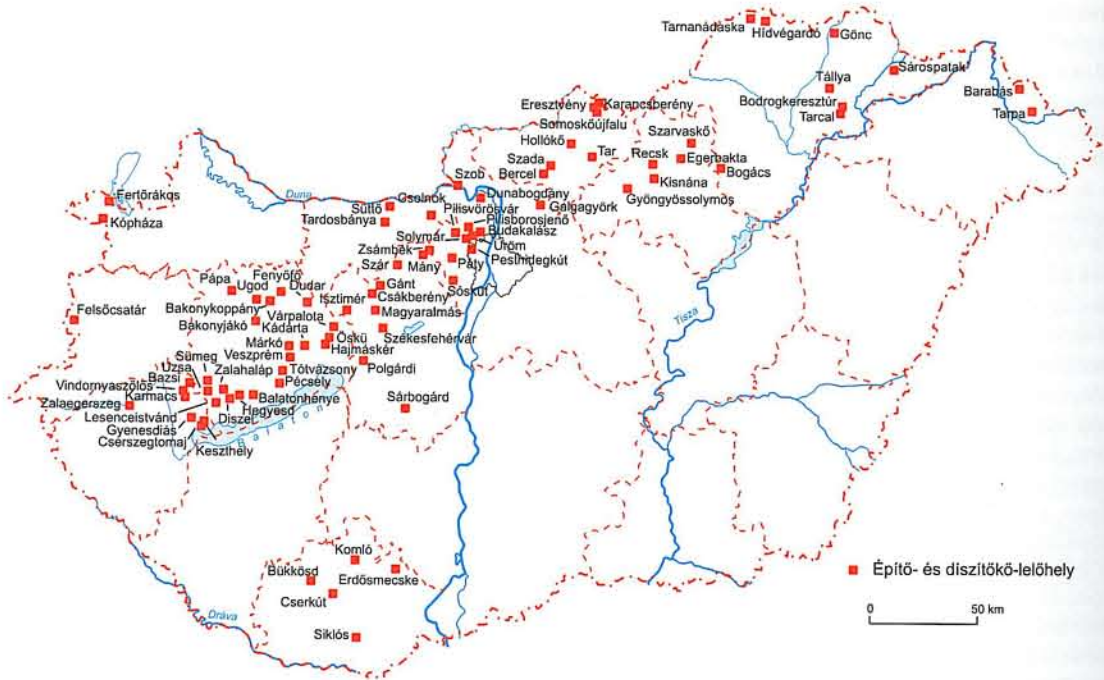 Tarnanádaska
Hídvégardó
Gönc
Sárospatak
Tállya
Barabás
Bodrogkeresztúr
Tarpa
Tarcal
Eresztvény
Karapcsberény
Somoskőújfalu
Szarvaskő
Hollókő
Tar
Recsk
Egerbakta
Szada
Bogács
Bercel
Kisnána
Szob
Gyöngyössolymos
Dunabogdány
Galgagyörk
Duna
Csolnok
Fertőrákos
Süttő
Pilisvörösvár
Tardosbánya
Pilisborosjenő
Kópháza
Solymár
Budakalász
Zsámbék
Üröm
Páty
Pesthidegkút
Szár
Mány
Tisza
Fenyőfő
Gánt
Sóskút
Pápa
Ugod
Dudar
Isztimér
Csákberény
Bakonykoppány
Magyaralmás
Felsőcsatár
Várpalota
Bakonyjákó
Kádárta
Székesfehérvár
Öskü
Márkó
Hajmáskér
Sümeg
Veszprém
Uzsa
Zalahaláp
Polgárdi
Bazsi
Tótvázsony
Vindornyaszőlős
Pécsely
Karmacs
Balatonhenye
Zalaegerszeg
Hegyesd
Sárbogárd
Lesenceistvánd
Diszel
Gyenesdiás
Balaton
Cserszegtomaj
Keszthely
Komló
Bükkösd
Erdősmecske
Építő- és díszítőkő-lelőhely
Cserkút
0 50 km
Dráva
Siklós